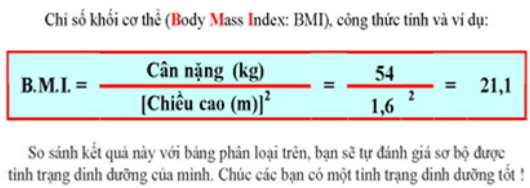 Chỉ số khối cơ thể (Body Mass Index: BMI), công thức tính và ví dụ:
B.M.I. = Cân nặng (kg) / [Chiều cao (m)]² = 54 / 1,6 ² = 21,1
So sánh kết quả này với bảng phân loại trên, bạn sẽ tự đánh giá sơ bộ được
tình trạng dinh dưỡng của mình. Chúc các bạn có một tình trạng dinh dưỡng tốt !